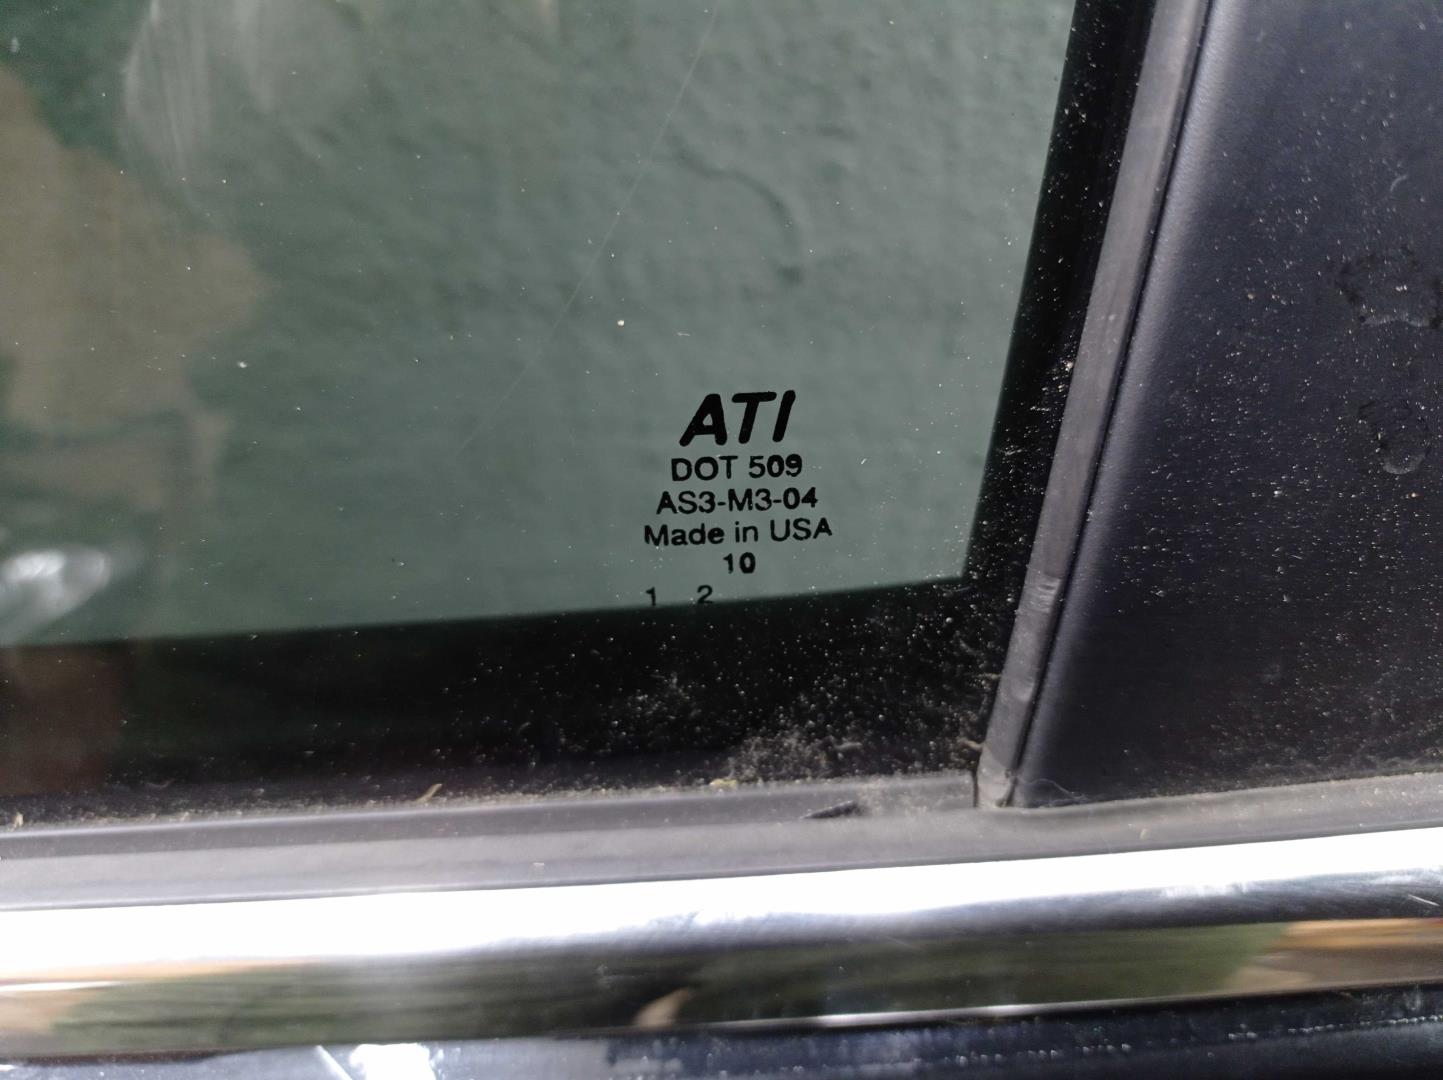 ATI
DOT 509
AS3-M3-04
Made in USA
10
1 2